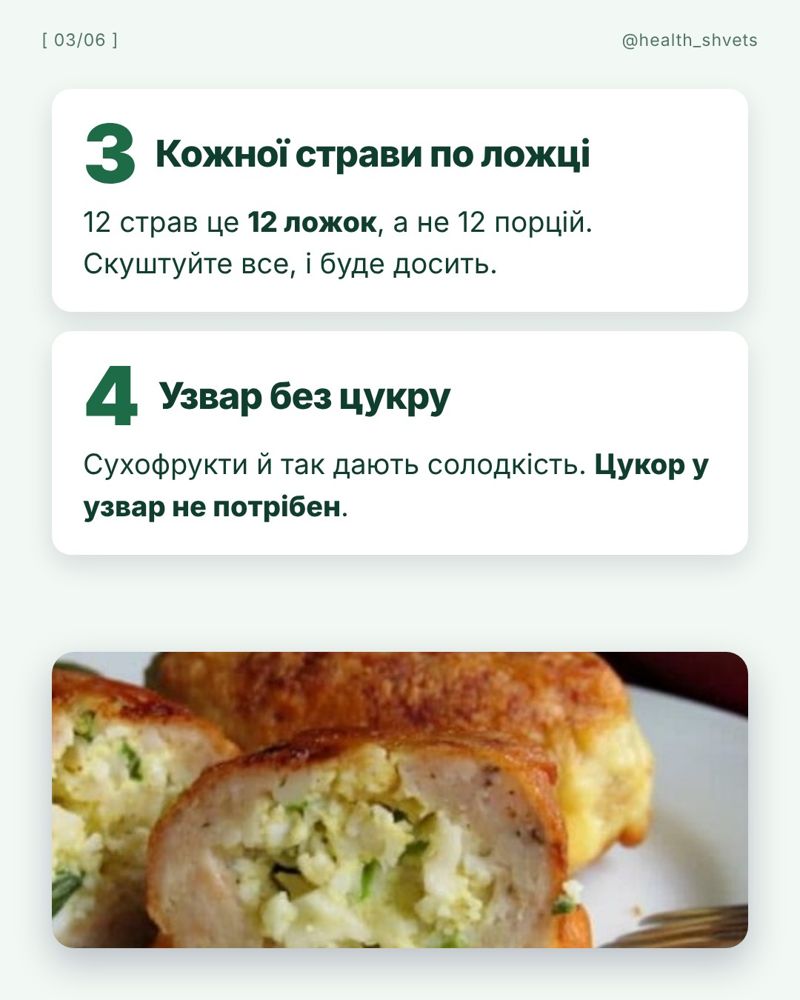 [ 03/06 ]
@health_shvets
3 Кожної страви по ложці
12 страв це 12 ложок, а не 12 порцій.
Скуштуйте все, і буде досить.
4 Узвар без цукру
Сухофрукти й так дають солодкість. Цукор у
узвар не потрібен.